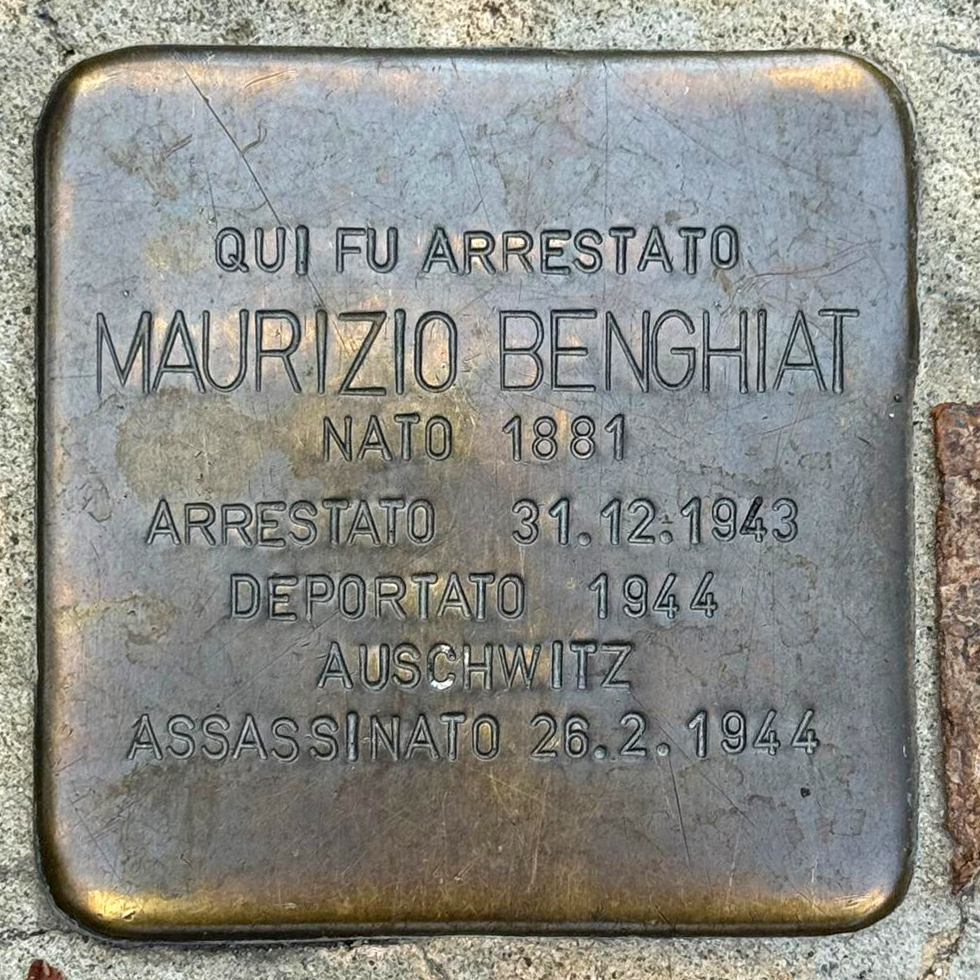 QUI FU ARRESTATO
MAURIZIO BENGHIAT
NATO 1881
ARRESTATO 31.12.1943
DEPORTATO 1944
AUSCHWITZ
ASSASSINATO 26.2.1944